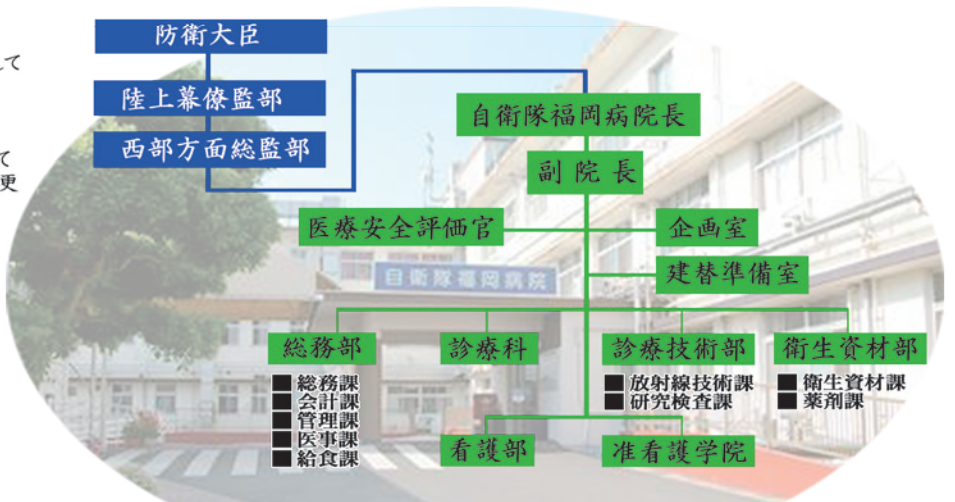 て
て
更
防衛大臣
陸上幕僚監部
西部方面総監部
自衛隊福岡病院長
副院長
医療安全評価官
企画室
建替準備室
自衛隊福岡病院
総務部
診療科
診療技術部
衛生資材部
■ 総務課
■ 会計課
■ 管理課
■ 医事課
■ 給食課
■ 放射線技術課
■ 研究検査課
■ 衛生資材課
■ 薬剤課
看護部
准看護学院